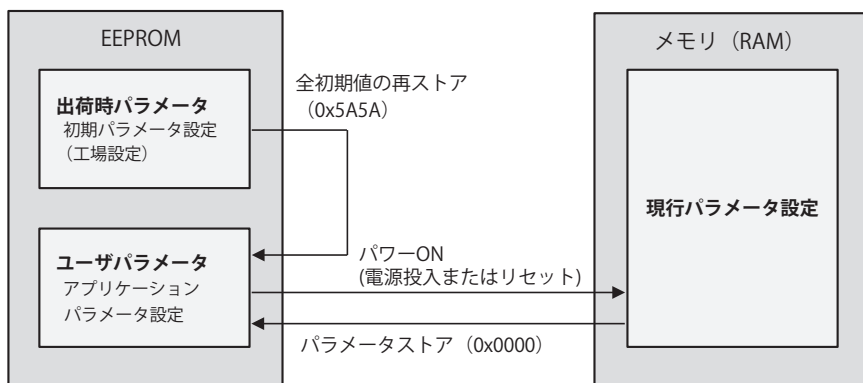 EEPROM
出荷時パラメータ
初期パラメータ設定
（工場設定）
全初期値の再ストア
（0x5A5A）
ユーザパラメータ
アプリケーション
パラメータ設定
パワーON
(電源投入またはリセット)
パラメータストア（0x0000）
メモリ（RAM）
現行パラメータ設定